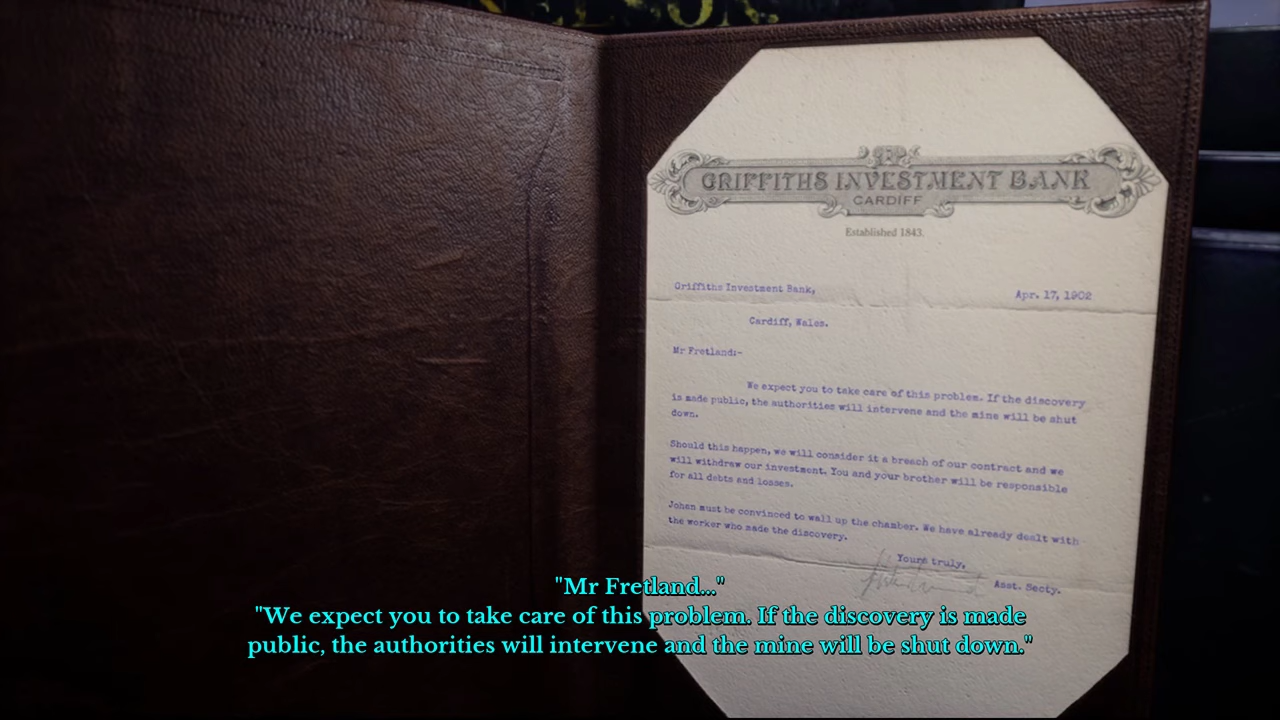 GRIFFITHS INVESTMENT BANK
CARDIFF
Established 1843.
Griffiths Investment Bank,
Apr. 17, 1902
Cardiff, Wales.
Mr Fretland:-
We expect you to take care of this problem. If the discovery
is made public, the authorities will intervene and the mine will be shut
down.
Should this happen, we will consider it a breach of our contract and we
will withdraw our investment. You and your brother will be responsible
for all debts and losses.
Johan must be convinced to wall up the chamber. We have already dealt with
the worker who made the discovery.
Yours truly,
Asst. Secty.
"Mr Fretland..."
"We expect you to take care of this problem. If the discovery is made
public, the authorities will intervene and the mine will be shut down."